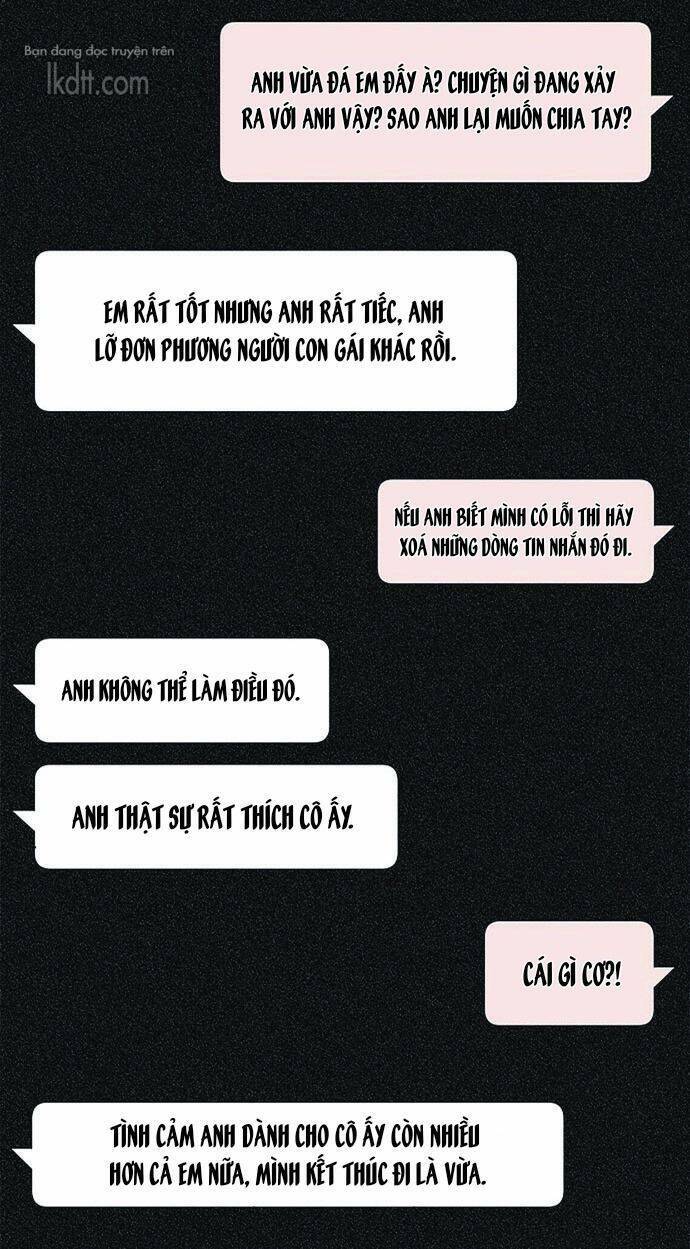 Bạn đang đọc truyện trên
lkdtt.com
ANH VỪA ĐÁ EM ĐẤY À? CHUYỆN GÌ ĐANG XẢY
RA VỚI ANH VẬY? SAO ANH LẠI MUỐN CHIA TAY?
EM RẤT TỐT NHƯNG ANH RẤT TIẾC, ANH
LỠ ĐƠN PHƯƠNG NGƯỜI CON GÁI KHÁC RỒI.
NẾU ANH BIẾT MÌNH CÓ LỖI THÌ HÃY
XOÁ NHỮNG DÒNG TIN NHẮN ĐÓ ĐI.
ANH KHÔNG THỂ LÀM ĐIỀU ĐÓ.
ANH THẬT SỰ RẤT THÍCH CÔ ẤY.
CÁI GÌ CƠ?!
TÌNH CẢM ANH DÀNH CHO CÔ ẤY CÒN NHIỀU
HƠN CẢ EM NỮA, MÌNH KẾT THÚC ĐI LÀ VỪA.